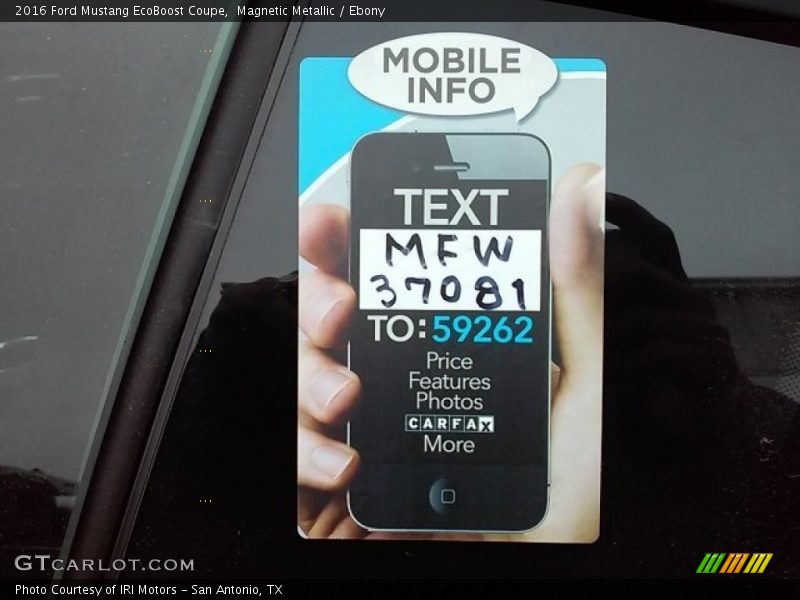 2016 Ford Mustang EcoBoost Coupe,  Magnetic Metallic / Ebony
MOBILE
INFO
TEXT
MFW
37081
TO: 59262
Price
Features
Photos
CARFAX
More
GTCARLOT.COM
Photo Courtesy of IRI Motors – San Antonio, TX